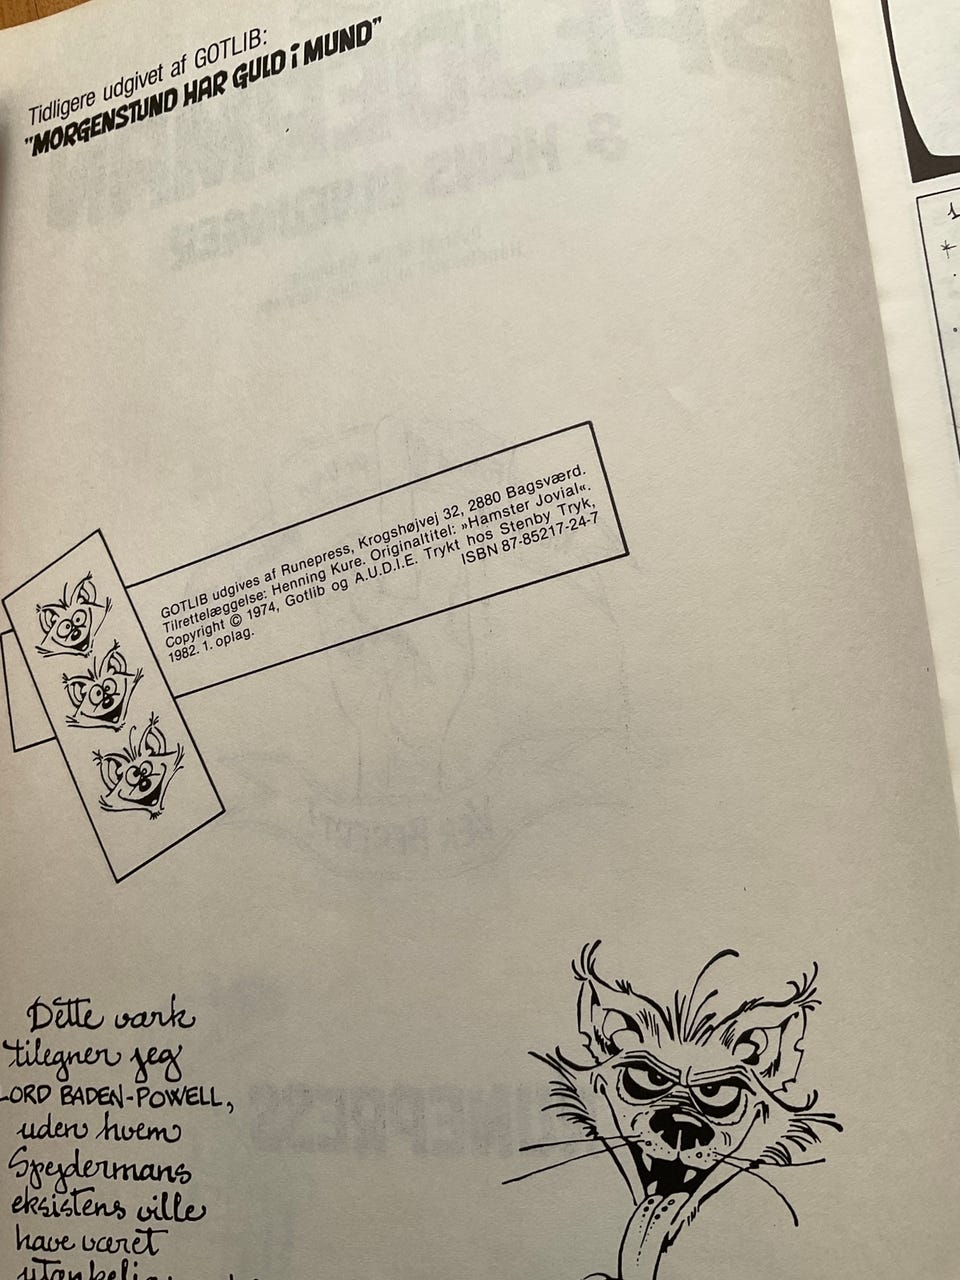 Tidligere udgivet af GOTLIB:
"MORGENSTUND HAR GULD i MUND"
GOTLIB udgives af Runepress, Krogshøjvej 32, 2880 Bagsværd.
Tilrettelæggelse: Henning Kure. Originaltitel: »Hamster Jovial«.
Copyright © 1974, Gotlib og A.U.D.I.E. Trykt hos Stenby Tryk,
1982. 1. oplag. ISBN 87-85217-24-7
Dette værk
tilegner jeg
LORD BADEN-POWELL,
uden hvem
Spejdermans
eksistens ville
have været